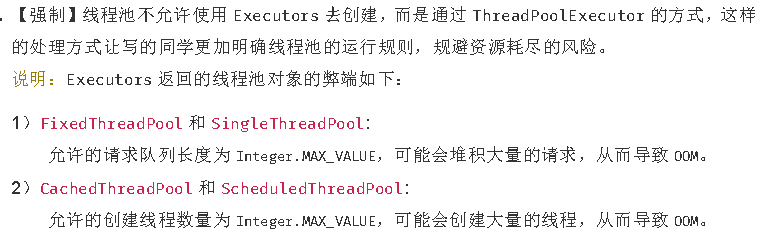 . 【强制】线程池不允许使用 Executors 去创建，而是通过 ThreadPoolExecutor 的方式，这样
的处理方式让写的同学更加明确线程池的运行规则，规避资源耗尽的风险。
说明：Executors 返回的线程池对象的弊端如下：
1）FixedThreadPool 和 SingleThreadPool：
允许的请求队列长度为 Integer.MAX_VALUE，可能会堆积大量的请求，从而导致 OOM。
2）CachedThreadPool 和 ScheduledThreadPool：
允许的创建线程数量为 Integer.MAX_VALUE，可能会创建大量的线程，从而导致 OOM。